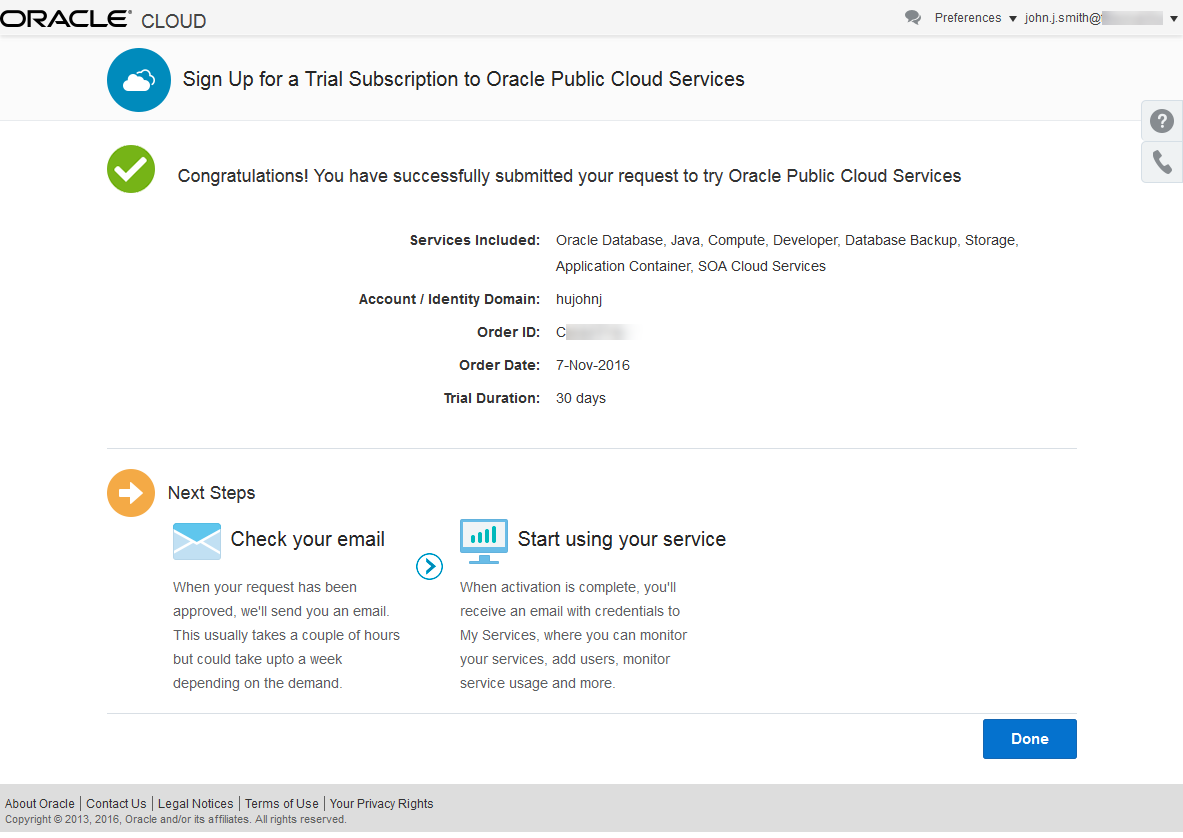 ORACLE® CLOUD
Preferences john.j.smith@
Sign Up for a Trial Subscription to Oracle Public Cloud Services
?
Congratulations! You have successfully submitted your request to try Oracle Public Cloud Services
Services Included: Oracle Database, Java, Compute, Developer, Database Backup, Storage,
Application Container, SOA Cloud Services
Account / Identity Domain: hujohnj
Order ID: C
Order Date: 7-Nov-2016
Trial Duration: 30 days
Next Steps
Check your email
When your request has been
approved, we'll send you an email.
This usually takes a couple of hours
but could take upto a week
depending on the demand.
Start using your service
When activation is complete, you'll
receive an email with credentials to
My Services, where you can monitor
your services, add users, monitor
service usage and more.
Done
About Oracle | Contact Us | Legal Notices | Terms of Use | Your Privacy Rights
Copyright © 2013, 2016, Oracle and/or its affiliates. All rights reserved.